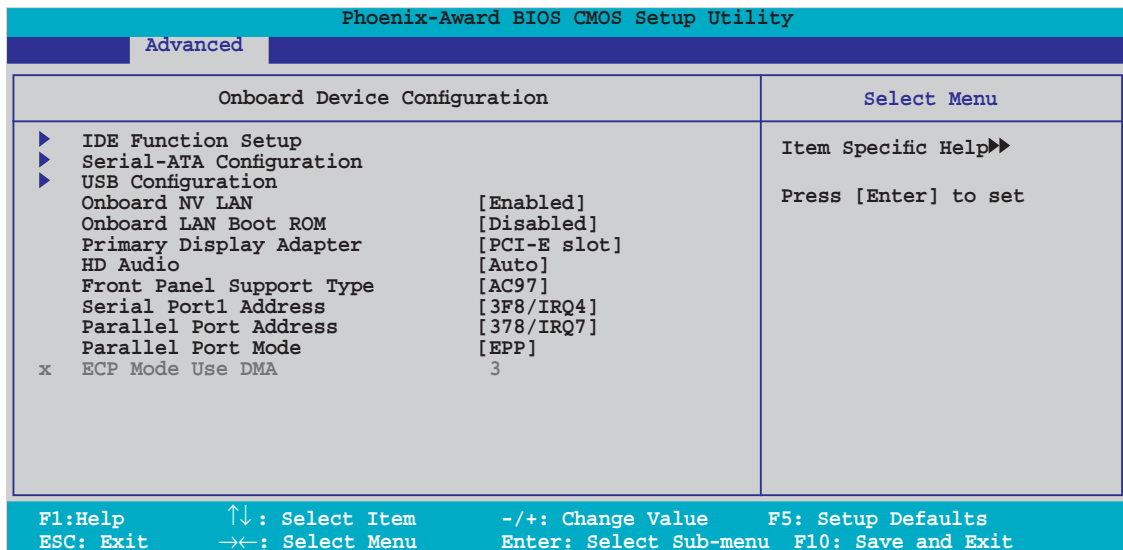 Phoenix-Award BIOS CMOS Setup Utility
Advanced
Onboard Device Configuration
Select Menu
IDE Function Setup
Serial-ATA Configuration
USB Configuration
Onboard NV LAN [Enabled]
Onboard LAN Boot ROM [Disabled]
Primary Display Adapter [PCI-E slot]
HD Audio [Auto]
Front Panel Support Type [AC97]
Serial Port1 Address [3F8/IRQ4]
Parallel Port Address [378/IRQ7]
Parallel Port Mode [EPP]
x ECP Mode Use DMA 3
Item Specific Help
Press [Enter] to set
F1:Help ↑↓: Select Item -/+: Change Value F5: Setup Defaults
ESC: Exit →←: Select Menu Enter: Select Sub-menu F10: Save and Exit